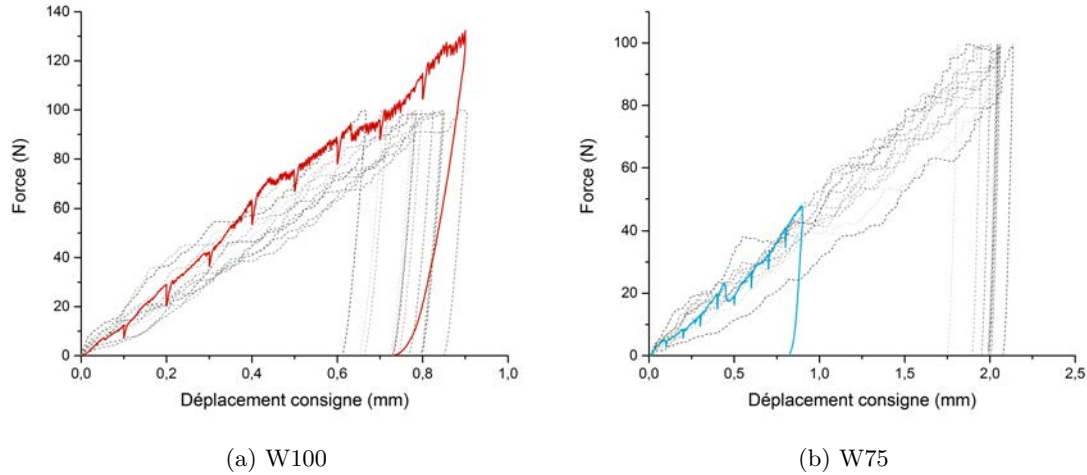 140
120
100
80
60
40
20
0
Force (N)
0,0 0,2 0,4 0,6 0,8 1,0
Déplacement consigne (mm)
(a) W100
100
80
60
40
20
0
Force (N)
0,0 0,5 1,0 1,5 2,0 2,5
Déplacement consigne (mm)
(b) W75